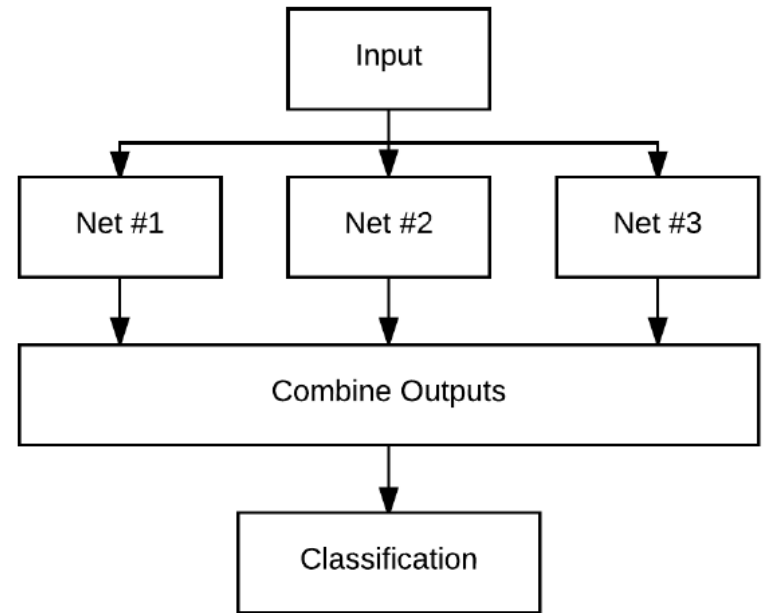 Input
Net #1
Net #2
Net #3
Combine Outputs
Classification